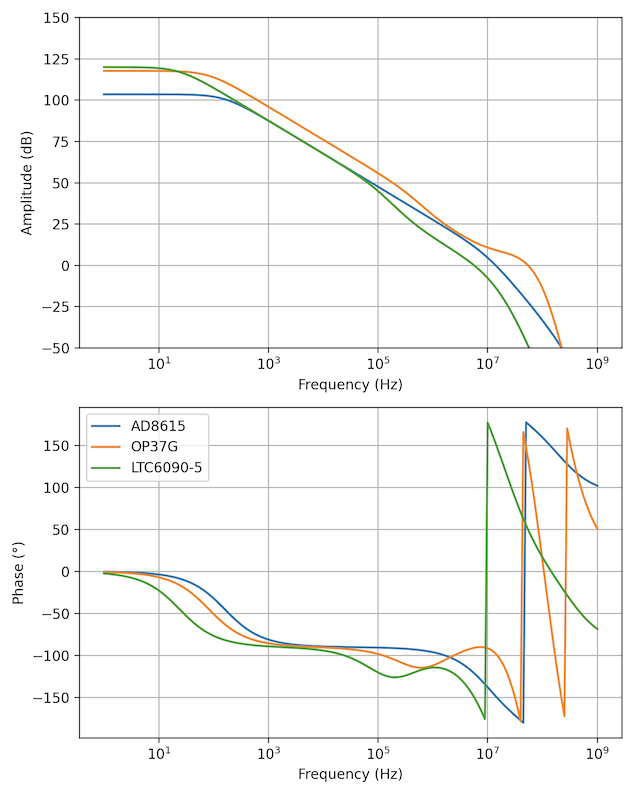 150
125
100
75
50
25
0
−25
−50
Amplitude (dB)
10¹ 10³ 10⁵ 10⁷ 10⁹
Frequency (Hz)
AD8615
OP37G
LTC6090-5
150
100
50
0
−50
−100
−150
Phase (°)
10¹ 10³ 10⁵ 10⁷ 10⁹
Frequency (Hz)